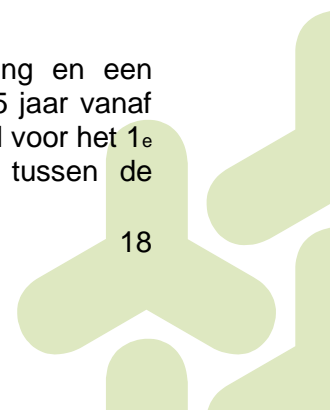 ng en een
5 jaar vanaf
voor het 1e
tussen de
18